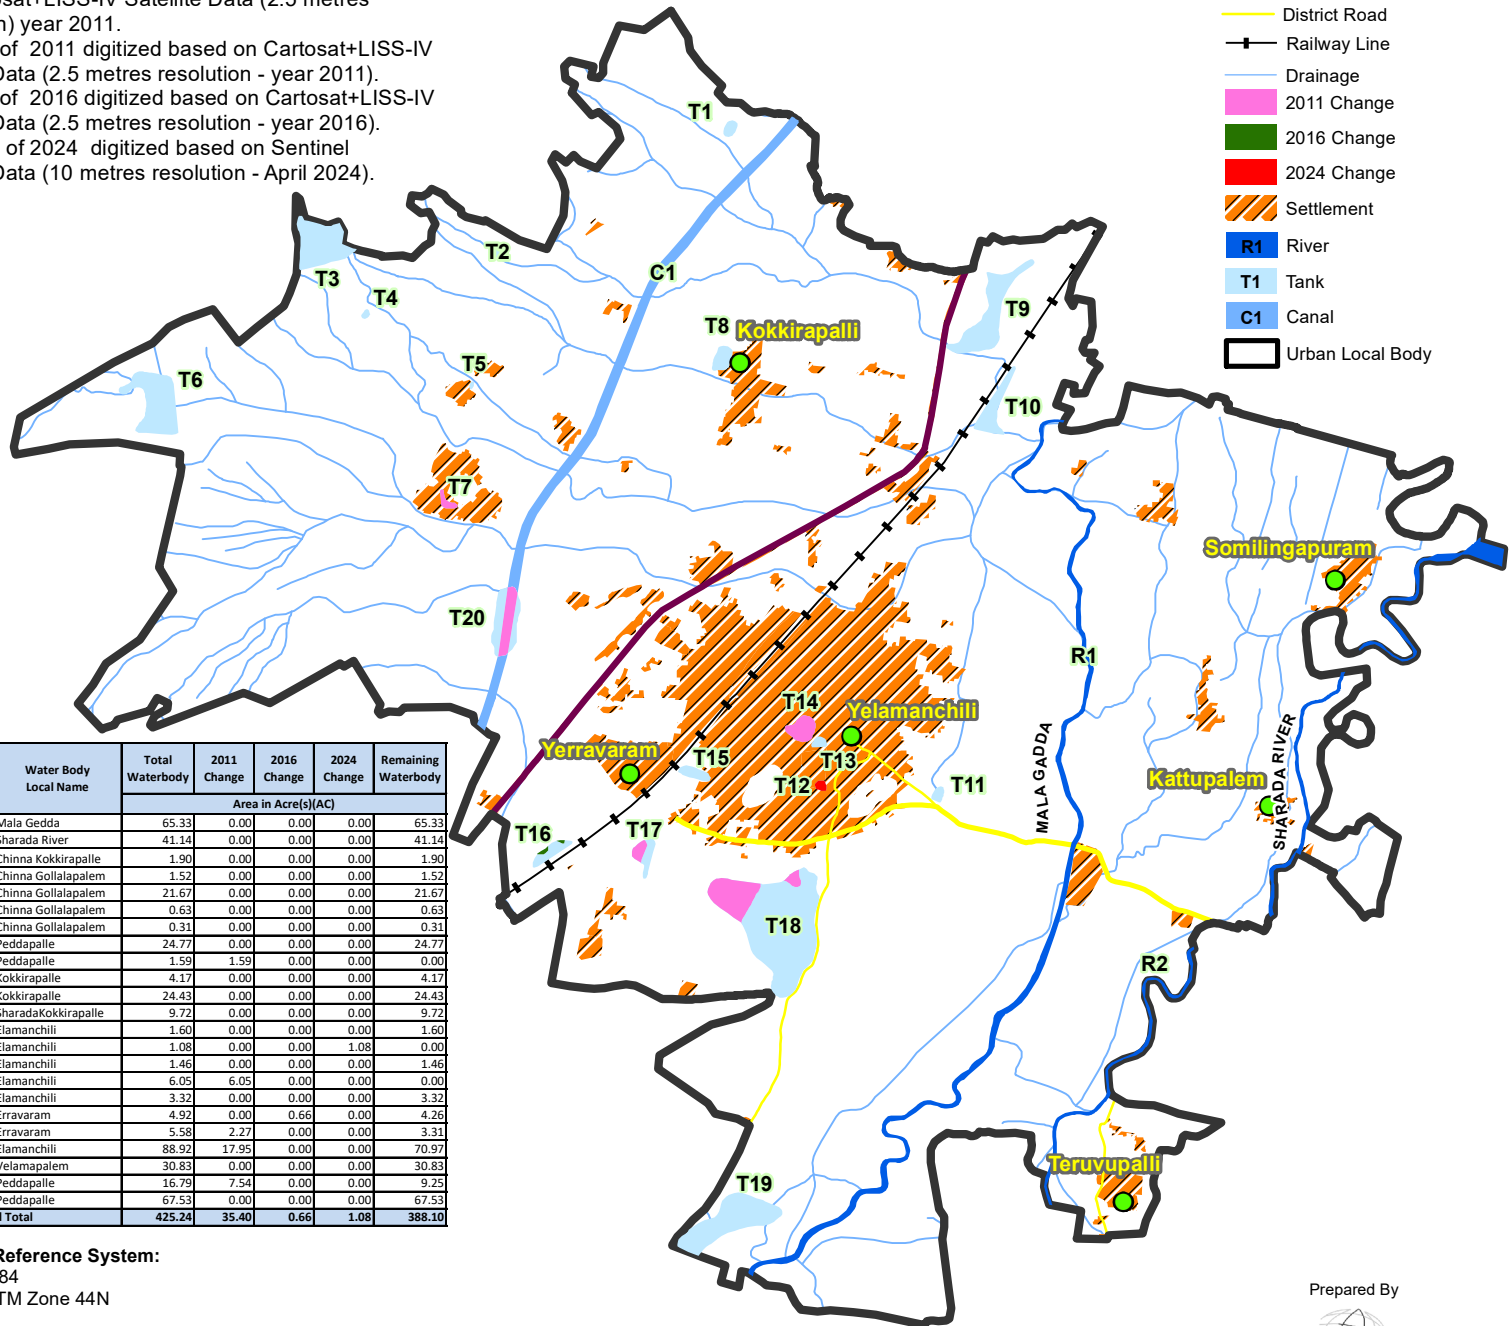 osat+LISS-IV Satellite Data (2.5 metres
n) year 2011.
of 2011 digitized based on Cartosat+LISS-IV
Data (2.5 metres resolution - year 2011).
of 2016 digitized based on Cartosat+LISS-IV
Data (2.5 metres resolution - year 2016).
of 2024 digitized based on Sentinel
Data (10 metres resolution - April 2024).
District Road
Railway Line
Drainage
2011 Change
2016 Change
2024 Change
Settlement
R1 River
T1 Tank
C1 Canal
Urban Local Body
T1
T2
T3
T4
C1
T8 Kokkirapalli
T9
T5
T6
T10
T7
Somilingapuram
T20
R1
T14
Yelamanchili
Yerravaram
T15
T13
T12
T11
MALA GADDA
SHARADA RIVER
Kattupalem
T16
T17
T18
R2
Teruvupalli
T19
Water Body Local Name Total Waterbody 2011 Change 2016 Change 2024 Change Remaining Waterbody
Area in Acre(s)(AC)
Mala Gedda 65.33 0.00 0.00 0.00 65.33
Sharada River 41.14 0.00 0.00 0.00 41.14
Chinna Kokkirapalle 1.90 0.00 0.00 0.00 1.90
Chinna Gollalapalem 1.52 0.00 0.00 0.00 1.52
Chinna Gollalapalem 21.67 0.00 0.00 0.00 21.67
Chinna Gollalapalem 0.63 0.00 0.00 0.00 0.63
Chinna Gollalapalem 0.31 0.00 0.00 0.00 0.31
Peddapalle 24.77 0.00 0.00 0.00 24.77
Peddapalle 1.59 1.59 0.00 0.00 0.00
Kokkirapalle 4.17 0.00 0.00 0.00 4.17
Kokkirapalle 24.43 0.00 0.00 0.00 24.43
SharadaKokkirapalle 9.72 0.00 0.00 0.00 9.72
Elamanchili 1.60 0.00 0.00 0.00 1.60
Elamanchili 1.08 0.00 0.00 1.08 0.00
Elamanchili 1.46 0.00 0.00 0.00 1.46
Elamanchili 6.05 6.05 0.00 0.00 0.00
Elamanchili 3.32 0.00 0.00 0.00 3.32
Erravaram 4.92 0.00 0.66 0.00 4.26
Erravaram 5.58 2.27 0.00 0.00 3.31
Elamanchili 88.92 17.95 0.00 0.00 70.97
Velamapalem 30.83 0.00 0.00 0.00 30.83
Peddapalle 16.79 7.54 0.00 0.00 9.25
Peddapalle 67.53 0.00 0.00 0.00 67.53
l Total 425.24 35.40 0.66 1.08 388.10
Reference System:
84
TM Zone 44N
Prepared By